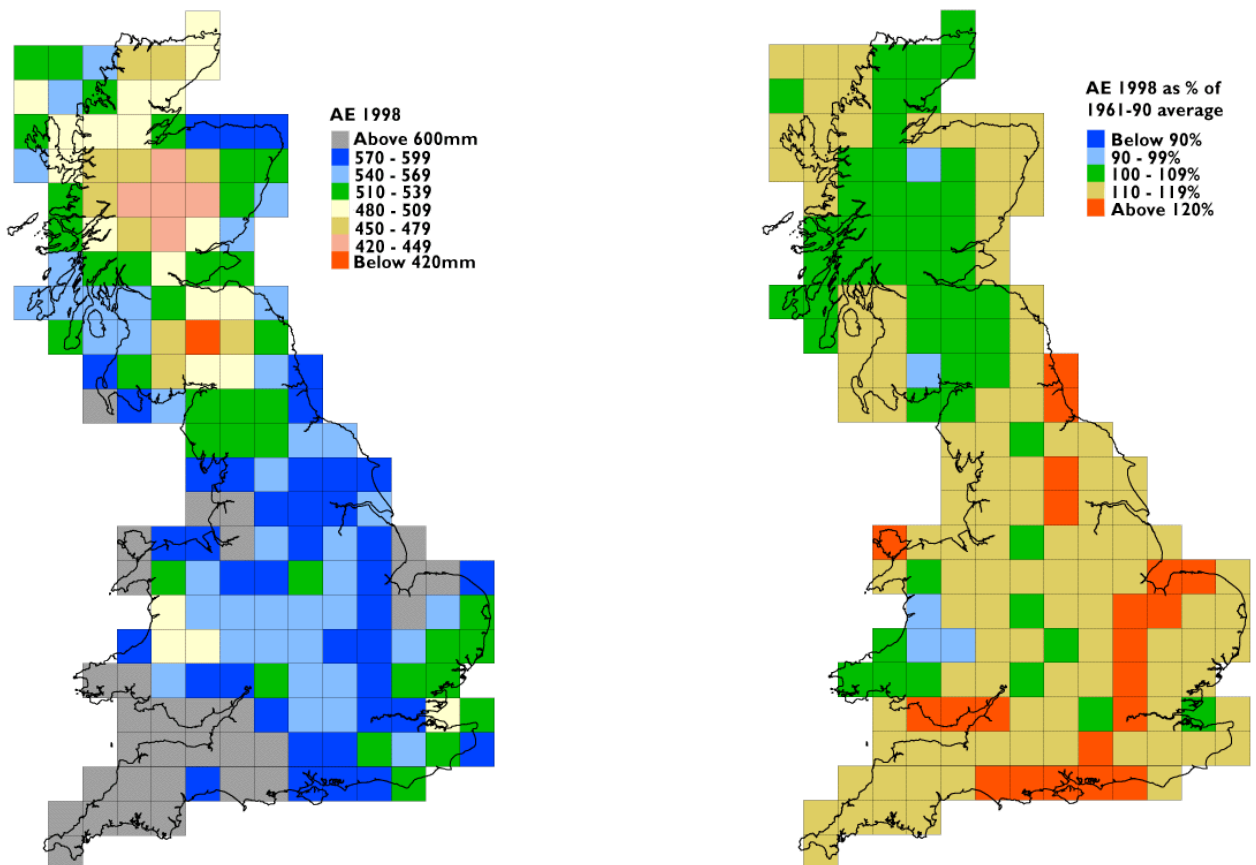 AE 1998
Above 600mm
570 - 599
540 - 569
510 - 539
480 - 509
450 - 479
420 - 449
Below 420mm
AE 1998 as % of
1961-90 average
Below 90%
90 - 99%
100 - 109%
110 - 119%
Above 120%